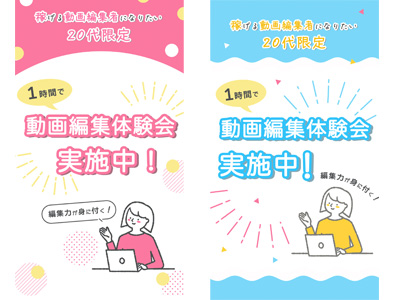 稼げる動画編集者になりたい
20代限定
1時間で
動画編集体験会
実施中！
編集力が身に付く！
稼げる動画編集者になりたい
20代限定
1時間で
動画編集体験会
実施中！
編集力が身に付く！